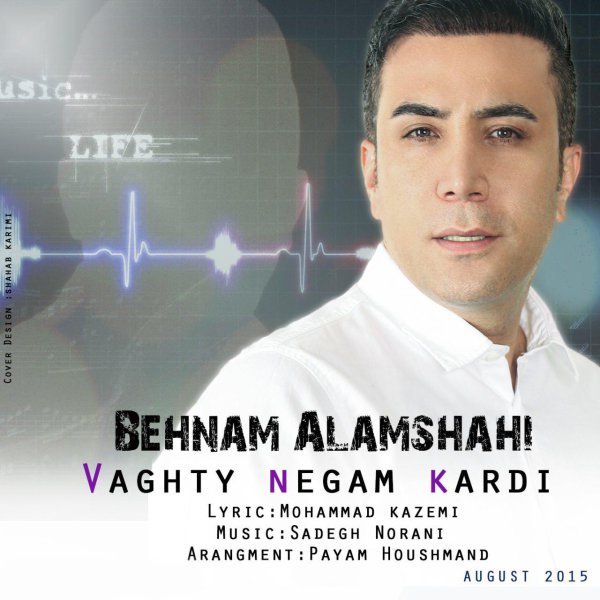 usic...
LIFE
Cover Design :shahab karimi
Behnam Alamshahi
Vaghty negam kardi
Lyric:Mohammad kazemi
Music:Sadegh Norani
Arangment:Payam Houshmand
AUGUST 2015